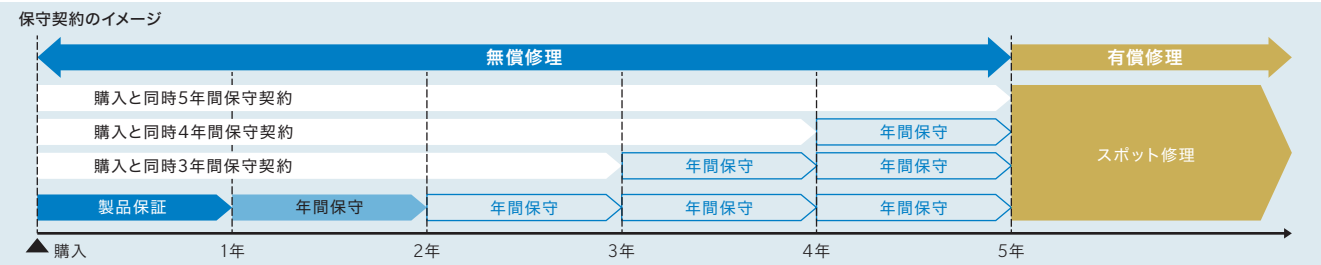 保守契約のイメージ
無償修理
有償修理
購入と同時5年間保守契約
購入と同時4年間保守契約
年間保守
購入と同時3年間保守契約
年間保守
年間保守
スポット修理
製品保証
年間保守
年間保守
年間保守
年間保守
購入
1年
2年
3年
4年
5年